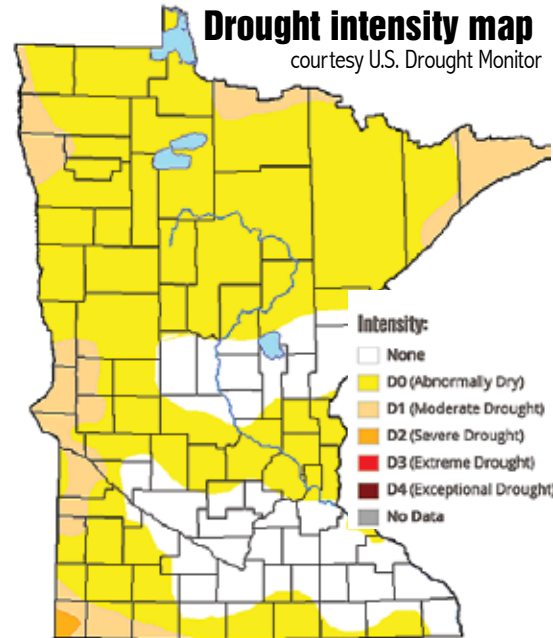 Drought intensity map
courtesy U.S. Drought Monitor
Intensity:
None
D0 (Abnormally Dry)
D1 (Moderate Drought)
D2 (Severe Drought)
D3 (Extreme Drought)
D4 (Exceptional Drought)
No Data